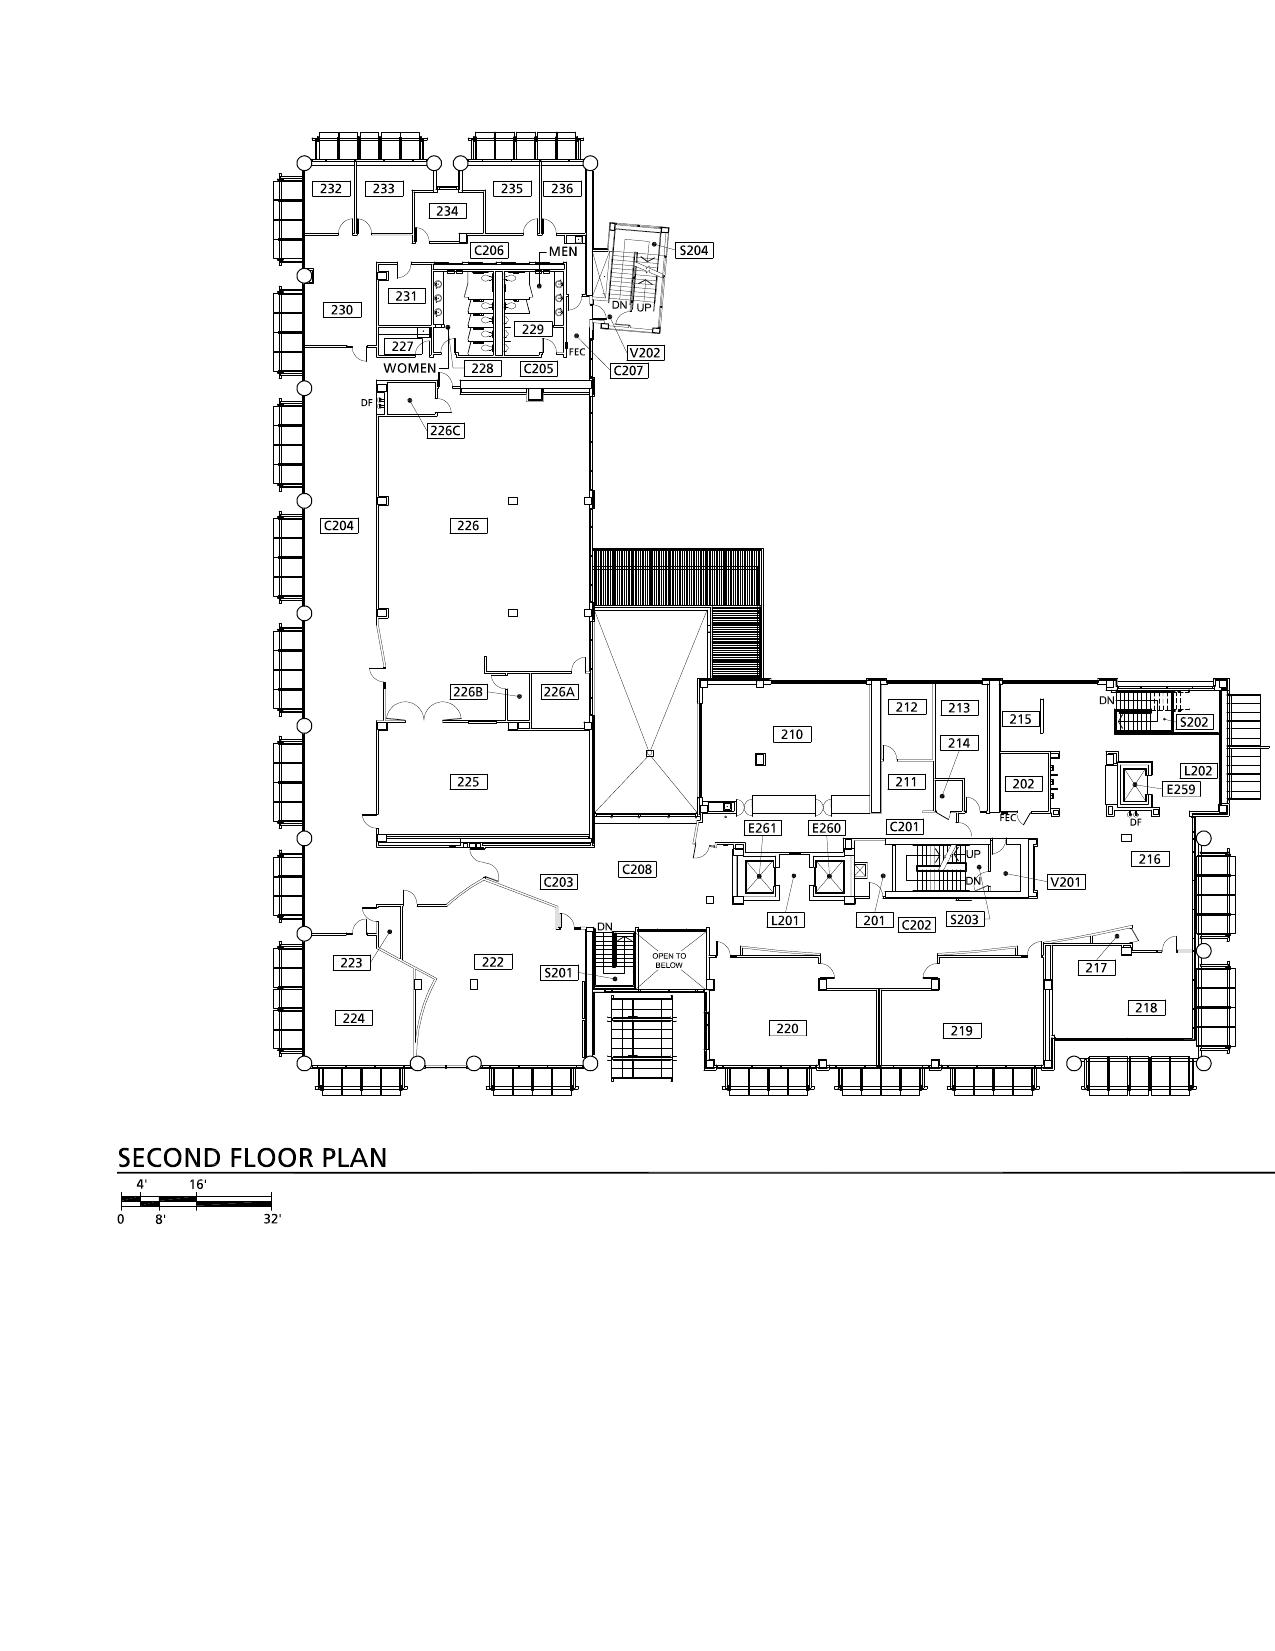 232
233
235
236
234
C206
MEN
S204
231
230
DN
UP
229
227
FEC
V202
WOMEN
228
C205
C207
DF
226C
C204
226
226B
226A
212
213
215
DN
S202
210
214
225
211
202
L202
E259
FEC
DF
E261
E260
C201
UP
216
C208
C203
DN
V201
L201
201
C202
S203
DN
223
222
S201
OPEN TO
BELOW
217
224
220
219
218
SECOND FLOOR PLAN
4'
16'
0
8'
32'